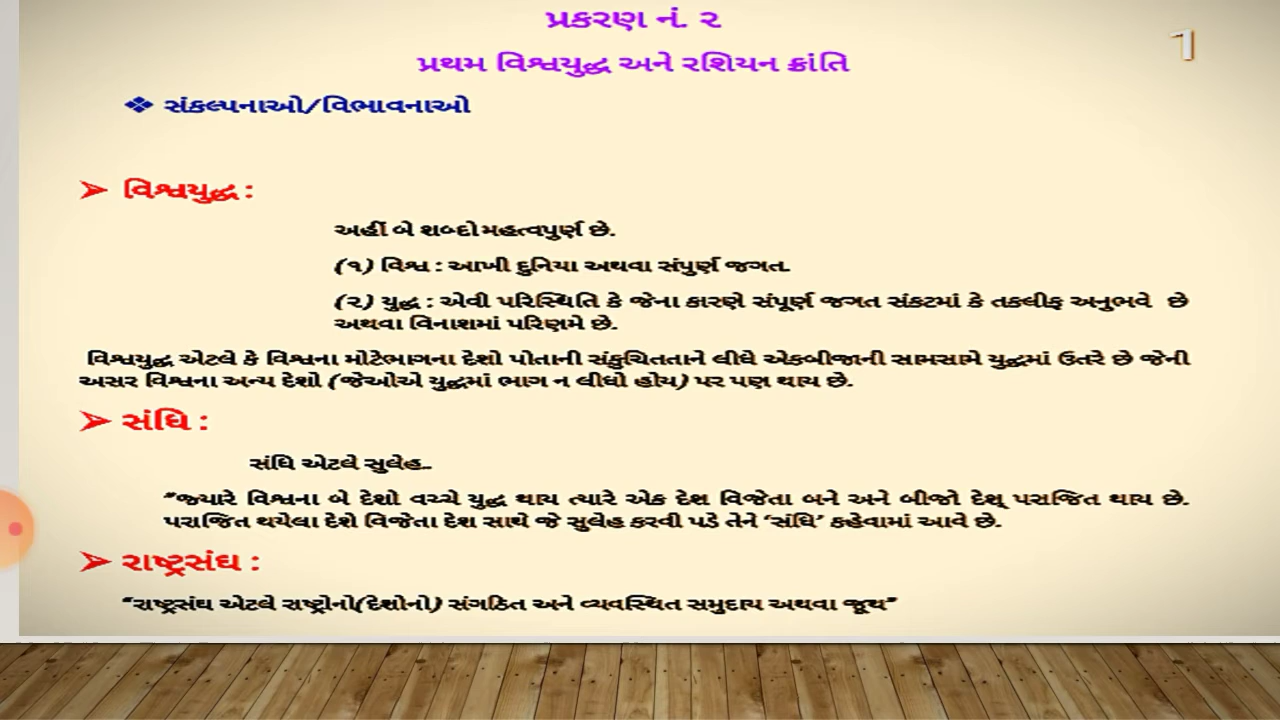 પ્રકરણ નં. ૨
1
પ્રથમ વિશ્વયુદ્ધ અને રશિયન ક્રાંતિ
❖ સંકલ્પનાઓ/વિભાવનાઓ
➢ વિશ્વયુદ્ધ :
અહીં બે શબ્દો મહત્વપુર્ણ છે.
(૧) વિશ્વ : આખી દુનિયા અથવા સંપુર્ણ જગત.
(૨) યુદ્ધ : એવી પરિસ્થિતિ કે જેના કારણે સંપૂર્ણ જગત સંકટમાં કે તકલીફ અનુભવે છે
અથવા વિનાશમાં પરિણમે છે.
વિશ્વયુદ્ધ એટલે કે વિશ્વના મોટેભાગના દેશો પોતાની સંકુચિતતાને લીધે એકબીજાની સામસામે યુદ્ધમાં ઉતરે છે જેની
અસર વિશ્વના અન્ય દેશો (જેઓએ યુદ્ધમાં ભાગ ન લીધો હોય) પર પણ થાય છે.
➢ સંધિ :
સંધિ એટલે સુલેહ..
“જ્યારે વિશ્વના બે દેશો વચ્ચે યુદ્ધ થાય ત્યારે એક દેશ વિજેતા બને અને બીજો દેશ્ પરાજિત થાય છે.
પરાજિત થયેલા દેશે વિજેતા દેશ સાથે જે સુલેહ કરવી પડે તેને ‘સંધિ’ કહેવામાં આવે છે.
➢ રાષ્ટ્રસંઘ :
“રાષ્ટ્રસંઘ એટલે રાષ્ટ્રોનો(દેશોનો) સંગઠિત અને વ્યવસ્થિત સમુદાય અથવા જૂથ”